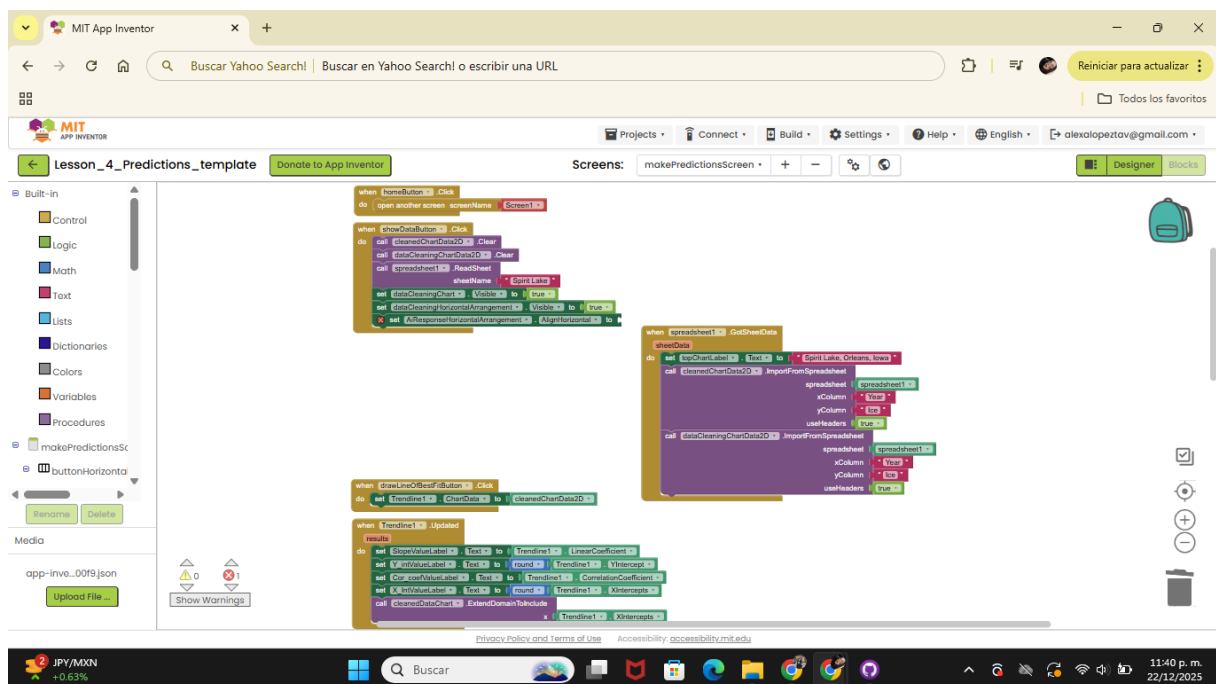 MIT App Inventor
Buscar Yahoo Search! | Buscar en Yahoo Search! o escribir una URL
Reiniciar para actualizar
Todos los favoritos
MIT APP INVENTOR
Projects Connect Build Settings Help English alexalopeztav@gmail.com
Lesson_4_Predictions_template Donate to App Inventor Screens: makePredictionsScreen + − Designer Blocks
Built-in
Control
Logic
Math
Text
Lists
Dictionaries
Colors
Variables
Procedures
makePredictionsSc
buttonHorizontal
Rename Delete
Media
app-inve...00f9.json
Upload File ...
0 1
Show Warnings
when homeButton .Click
do open another screen screenName Screen1
when showDataButton .Click
do call cleanedChartData2D .Clear
call dataCleaningChartData2D .Clear
call spreadsheet1 .ReadSheet
sheetName " Spirit Lake "
set dataCleaningChart . Visible to true
set dataCleaningHorizontalArrangement . Visible to true
set AiResponseHorizontalArrangement . AlignHorizontal to
when spreadsheet1 .GotSheetData
sheetData
do set topChartLabel . Text to " Spirit Lake, Orleans, Iowa "
call cleanedChartData2D .ImportFromSpreadsheet
spreadsheet spreadsheet1
xColumn " Year "
yColumn " Ice "
useHeaders true
call dataCleaningChartData2D .ImportFromSpreadsheet
spreadsheet spreadsheet1
xColumn " Year "
yColumn " Ice "
useHeaders true
when drawLineOfBestFitButton .Click
do set Trendline1 . ChartData to cleanedChartData2D
when Trendline1 .Updated
results
do set SlopeValueLabel . Text to Trendline1 . LinearCoefficient
set Y_intValueLabel . Text to round Trendline1 . YIntercept
set Cor_coefValueLabel . Text to Trendline1 . CorrelationCoefficient
set X_IntValueLabel . Text to round Trendline1 . XIntercepts
call cleanedDataChart .ExtendDomainToInclude
x Trendline1 . XIntercepts
Privacy Policy and Terms of Use Accessibility: accessibility.mit.edu
2 JPY/MXN
+0.63%
Buscar
11:40 p. m.
22/12/2025